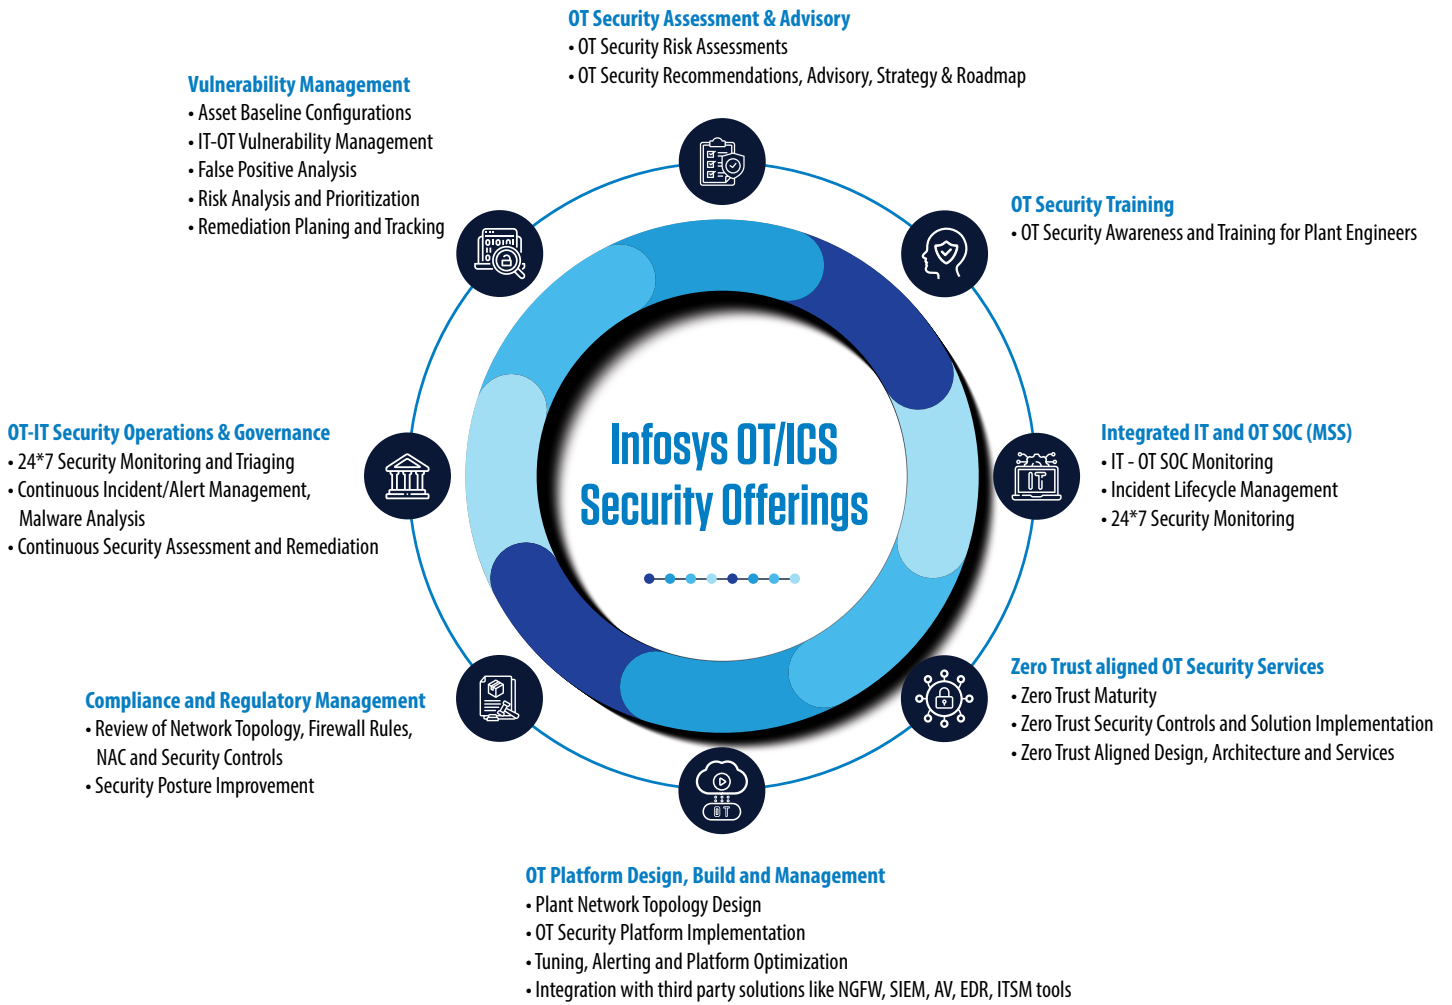 OT Security Assessment & Advisory
• OT Security Risk Assessments
• OT Security Recommendations, Advisory, Strategy & Roadmap
Vulnerability Management
• Asset Baseline Configurations
• IT-OT Vulnerability Management
• False Positive Analysis
• Risk Analysis and Prioritization
• Remediation Planing and Tracking
OT Security Training
• OT Security Awareness and Training for Plant Engineers
OT-IT Security Operations & Governance
• 24*7 Security Monitoring and Triaging
• Continuous Incident/Alert Management,
Malware Analysis
• Continuous Security Assessment and Remediation
Infosys OT/ICS
Security Offerings
Integrated IT and OT SOC (MSS)
• IT - OT SOC Monitoring
• Incident Lifecycle Management
• 24*7 Security Monitoring
IT
Compliance and Regulatory Management
• Review of Network Topology, Firewall Rules,
NAC and Security Controls
• Security Posture Improvement
Zero Trust aligned OT Security Services
• Zero Trust Maturity
• Zero Trust Security Controls and Solution Implementation
• Zero Trust Aligned Design, Architecture and Services
OT
OT Platform Design, Build and Management
• Plant Network Topology Design
• OT Security Platform Implementation
• Tuning, Alerting and Platform Optimization
• Integration with third party solutions like NGFW, SIEM, AV, EDR, ITSM tools